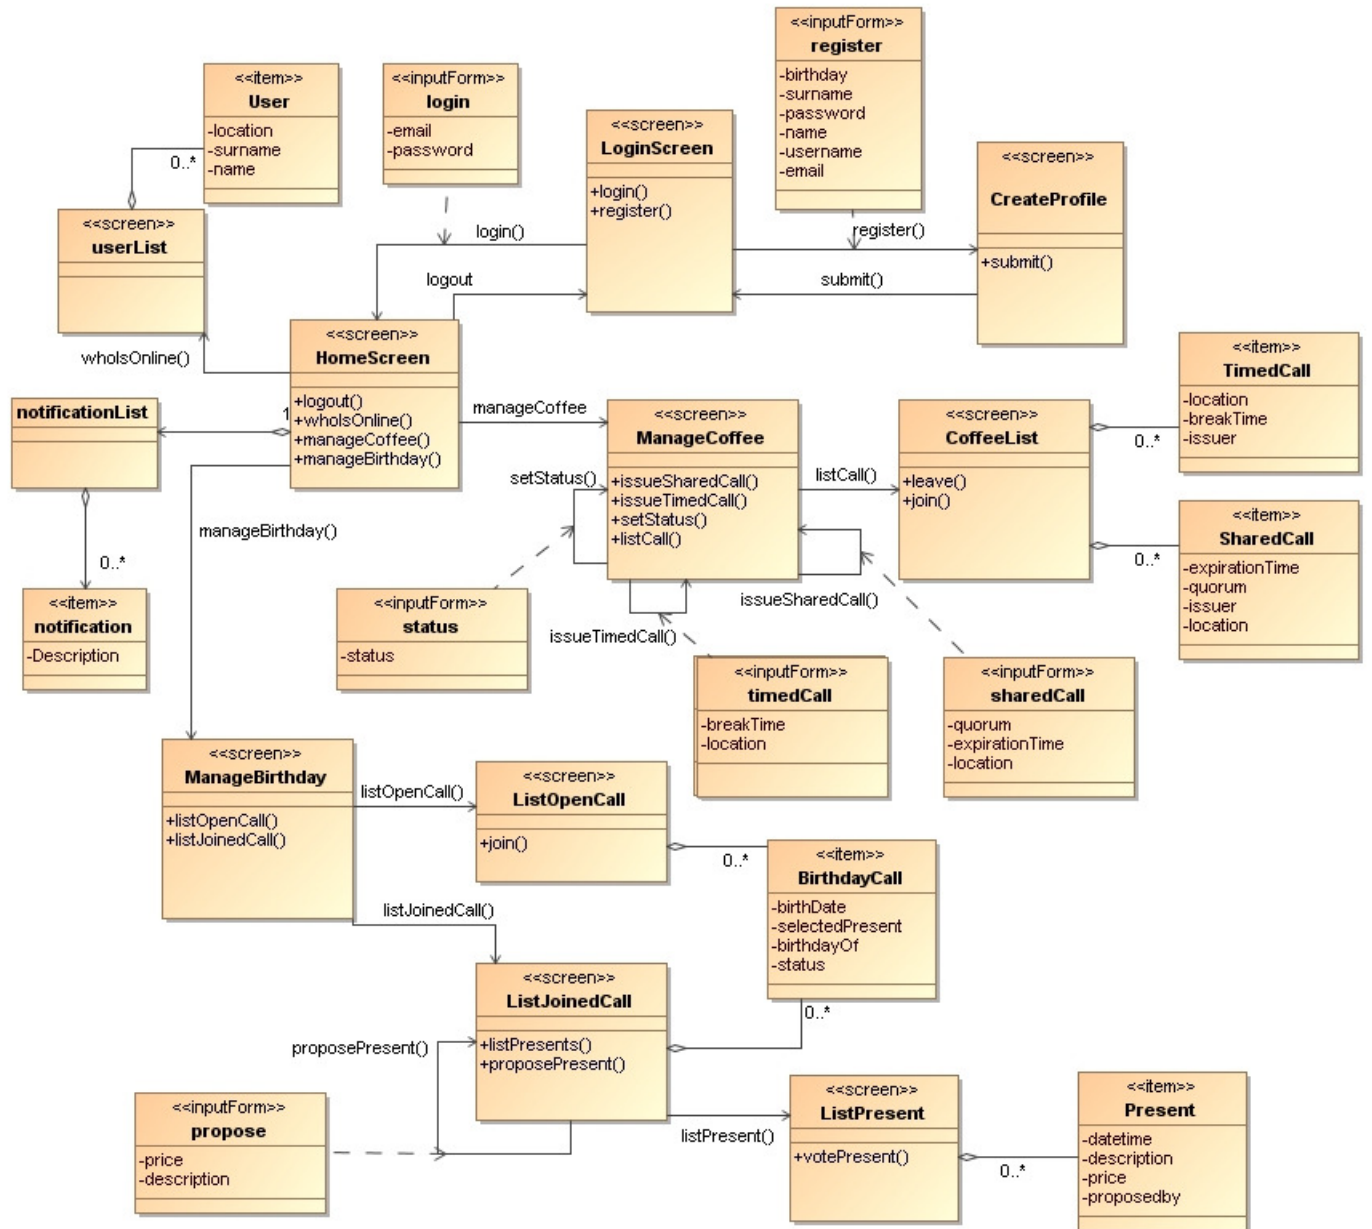 <<inputForm>>
register
-birthday
-surname
-password
-name
-username
-email
<<item>>
User
-location
-surname
-name
0..*
<<inputForm>>
login
-email
-password
<<screen>>
LoginScreen
+login()
+register()
<<screen>>
CreateProfile
+submit()
<<screen>>
userList
login()
register()
logout
submit()
whoIsOnline()
<<screen>>
HomeScreen
+logout()
+whoIsOnline()
+manageCoffee()
+manageBirthday()
notificationList
1
manageCoffee
<<screen>>
ManageCoffee
+issueSharedCall()
+issueTimedCall()
+setStatus()
+listCall()
setStatus()
listCall()
<<screen>>
CoffeeList
+leave()
+join()
<<item>>
TimedCall
-location
-breakTime
-issuer
0..*
<<item>>
SharedCall
-expirationTime
-quorum
-issuer
-location
0..*
manageBirthday()
0..*
<<item>>
notification
-Description
<<inputForm>>
status
-status
issueSharedCall()
issueTimedCall()
<<inputForm>>
timedCall
-breakTime
-location
<<inputForm>>
sharedCall
-quorum
-expirationTime
-location
<<screen>>
ManageBirthday
+listOpenCall()
+listJoinedCall()
listOpenCall()
<<screen>>
ListOpenCall
+join()
0..*
<<item>>
BirthdayCall
-birthDate
-selectedPresent
-birthdayOf
-status
listJoinedCall()
<<screen>>
ListJoinedCall
+listPresents()
+proposePresent()
0..*
proposePresent()
<<inputForm>>
propose
-price
-description
listPresent()
<<screen>>
ListPresent
+votePresent()
0..*
<<item>>
Present
-datetime
-description
-price
-proposedby